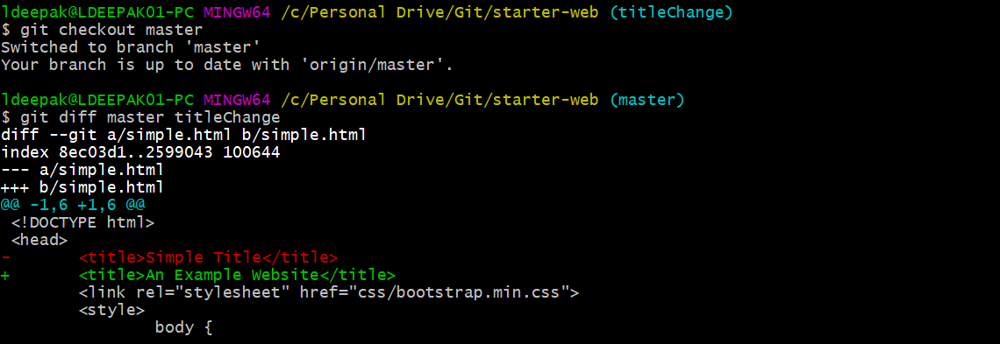 ldeepak@LDEEPAK01-PC MINGW64 /c/Personal Drive/Git/starter-web (titleChange)
$ git checkout master
Switched to branch 'master'
Your branch is up to date with 'origin/master'.
ldeepak@LDEEPAK01-PC MINGW64 /c/Personal Drive/Git/starter-web (master)
$ git diff master titleChange
diff --git a/simple.html b/simple.html
index 8ec03d1..2599043 100644
--- a/simple.html
+++ b/simple.html
@@ -1,6 +1,6 @@
 <!DOCTYPE html>
 <head>
-       <title>Simple Title</title>
+       <title>An Example Website</title>
        <link rel="stylesheet" href="css/bootstrap.min.css">
        <style>
                body {